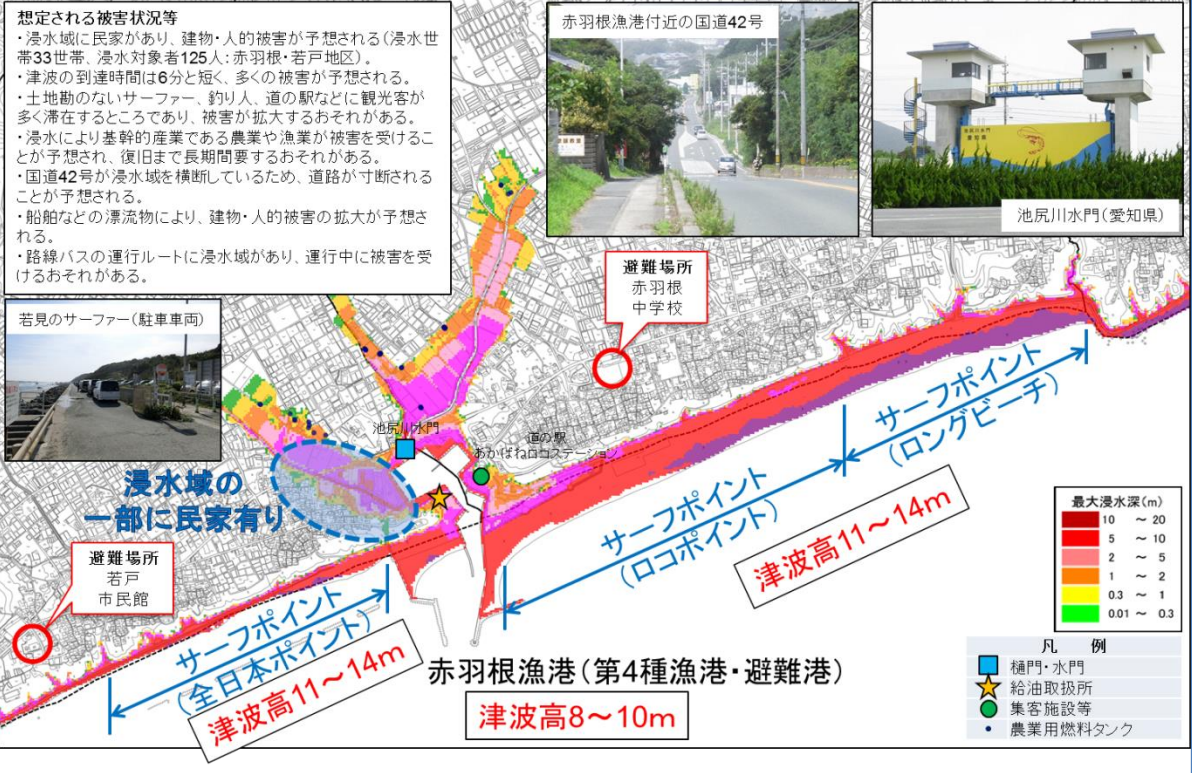 想定される被害状況等
・浸水域に民家があり、建物・人的被害が予想される(浸水世
帯33世帯、浸水対象者125人:赤羽根・若戸地区)。
・津波の到達時間は6分と短く、多くの被害が予想される。
・土地勘のないサーファー、釣り人、道の駅などに観光客が
多く滞在するところであり、被害が拡大するおそれがある。
・浸水により基幹的産業である農業や漁業が被害を受けるこ
とが予想され、復旧まで長期間要するおそれがある。
・国道42号が浸水域を横断しているため、道路が寸断される
ことが予想される。
・船舶などの漂流物により、建物・人的被害の拡大が予想さ
れる。
・路線バスの運行ルートに浸水域があり、運行中に被害を受
けるおそれがある。
赤羽根漁港付近の国道42号
池尻川水門
愛知県
池尻川水門(愛知県)
若見のサーファー(駐車車両)
避難場所
赤羽根
中学校
池尻川水門
道の駅
あかばねロコステーション
浸水域の
一部に民家有り
避難場所
若戸
市民館
サーフポイント
(全日本ポイント)
津波高11～14m
サーフポイント
(ロコポイント)
サーフポイント
(ロングビーチ)
津波高11～14m
赤羽根漁港(第4種漁港・避難港)
津波高8～10m
最大浸水深(m)
10 ～ 20
5 ～ 10
2 ～ 5
1 ～ 2
0.3 ～ 1
0.01 ～ 0.3
凡 例
樋門・水門
給油取扱所
集客施設等
農業用燃料タンク